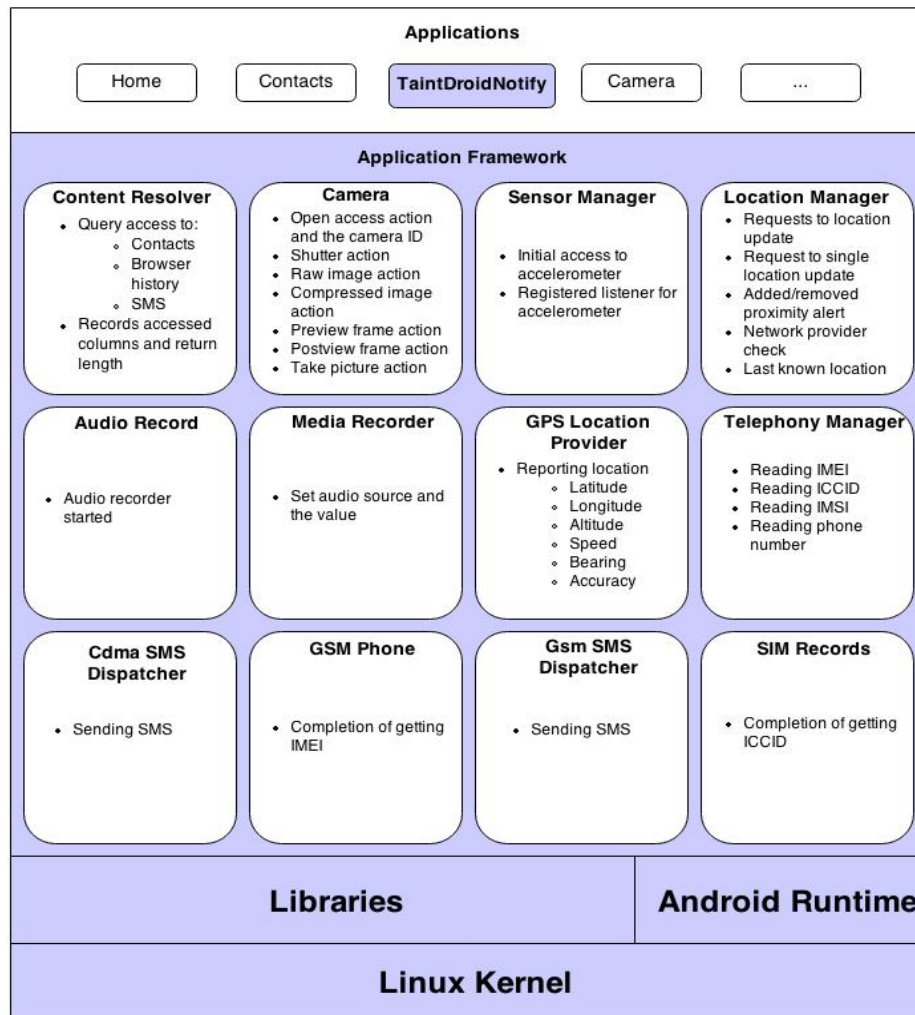 Applications
Home
Contacts
TaintDroidNotify
Camera
...
Application Framework
Content Resolver
• Query access to:
∘ Contacts
∘ Browser
history
∘ SMS
• Records accessed
columns and return
length
Camera
• Open access action
and the camera ID
• Shutter action
• Raw image action
• Compressed image
action
• Preview frame action
• Postview frame action
• Take picture action
Sensor Manager
• Initial access to
accelerometer
• Registered listener for
accelerometer
Location Manager
• Requests to location
update
• Request to single
location update
• Added/removed
proximity alert
• Network provider
check
• Last known location
Audio Record
• Audio recorder
started
Media Recorder
• Set audio source and
the value
GPS Location
Provider
• Reporting location
∘ Latitude
∘ Longitude
∘ Altitude
∘ Speed
∘ Bearing
∘ Accuracy
Telephony Manager
• Reading IMEI
• Reading ICCID
• Reading IMSI
• Reading phone
number
Cdma SMS
Dispatcher
• Sending SMS
GSM Phone
• Completion of getting
IMEI
Gsm SMS
Dispatcher
• Sending SMS
SIM Records
• Completion of getting
ICCID
Libraries
Android Runtime
Linux Kernel